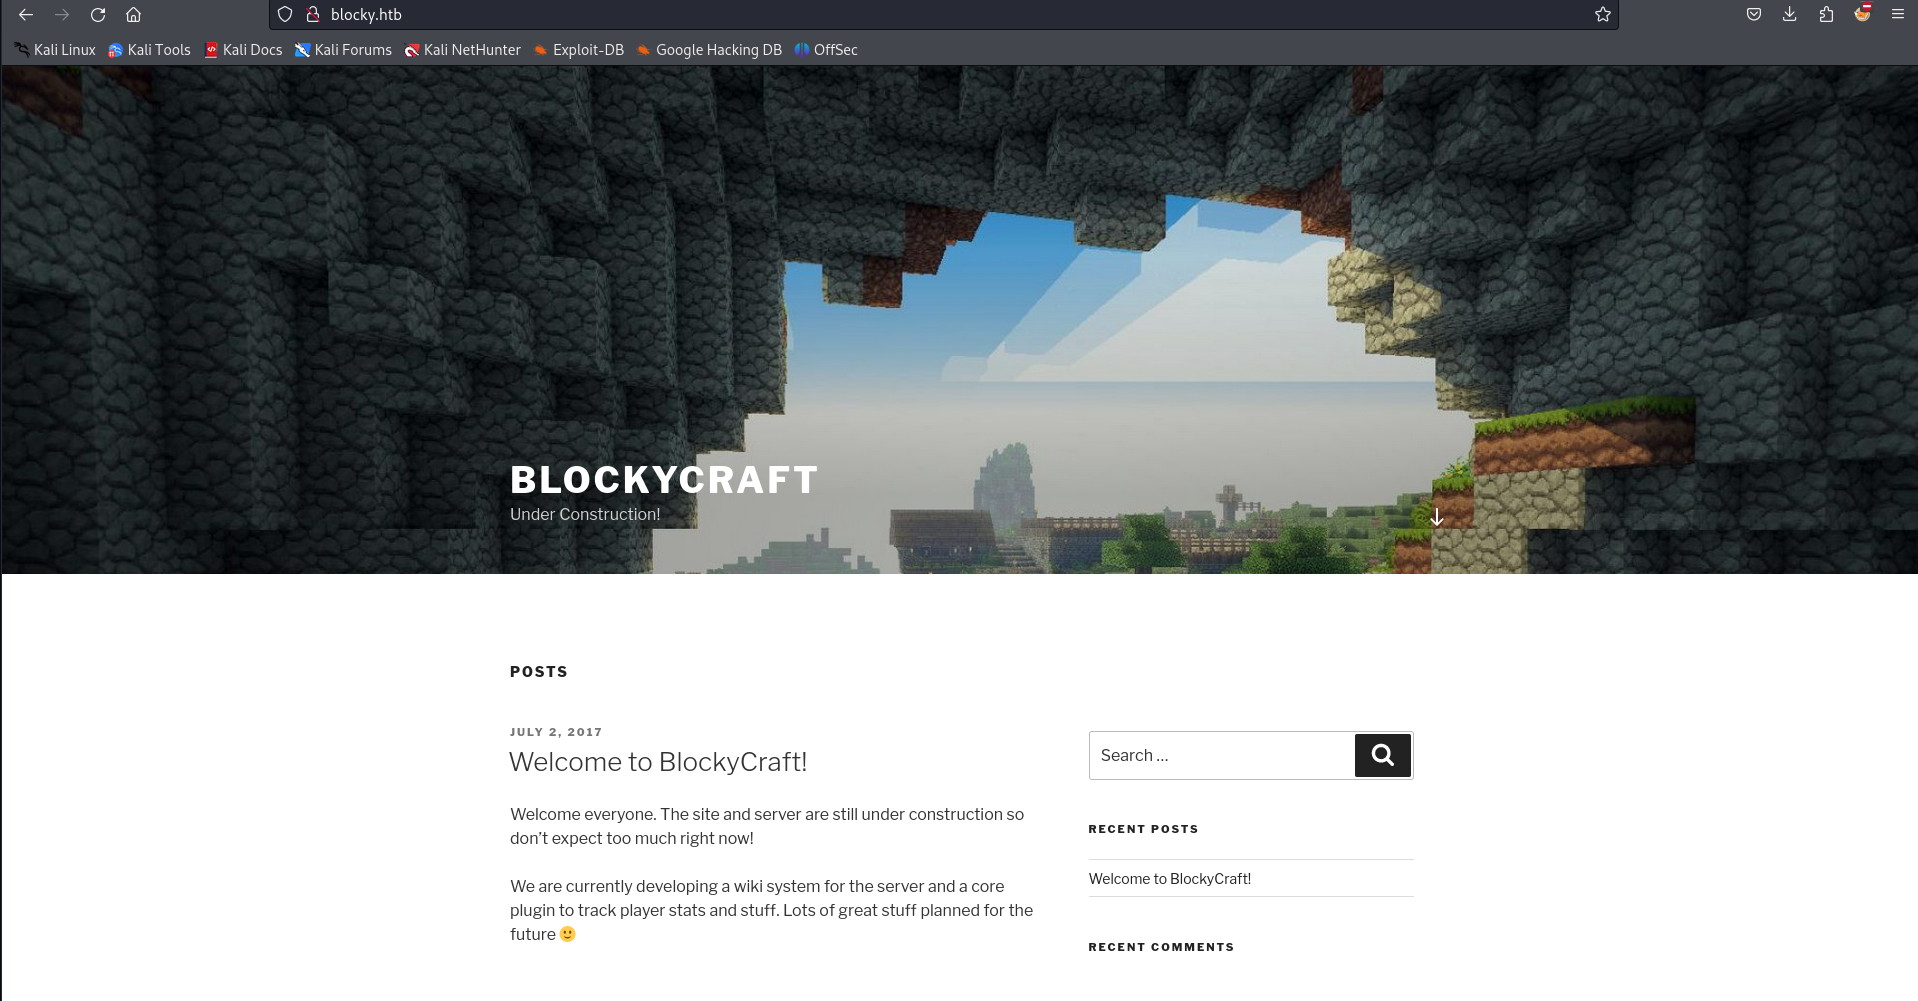 blocky.htb
Kali Linux Kali Tools Kali Docs Kali Forums Kali NetHunter Exploit-DB Google Hacking DB OffSec
BLOCKYCRAFT
Under Construction!
POSTS
JULY 2, 2017
Welcome to BlockyCraft!
Welcome everyone. The site and server are still under construction so
don’t expect too much right now!
We are currently developing a wiki system for the server and a core
plugin to track player stats and stuff. Lots of great stuff planned for the
future 🙂
Search …
RECENT POSTS
Welcome to BlockyCraft!
RECENT COMMENTS